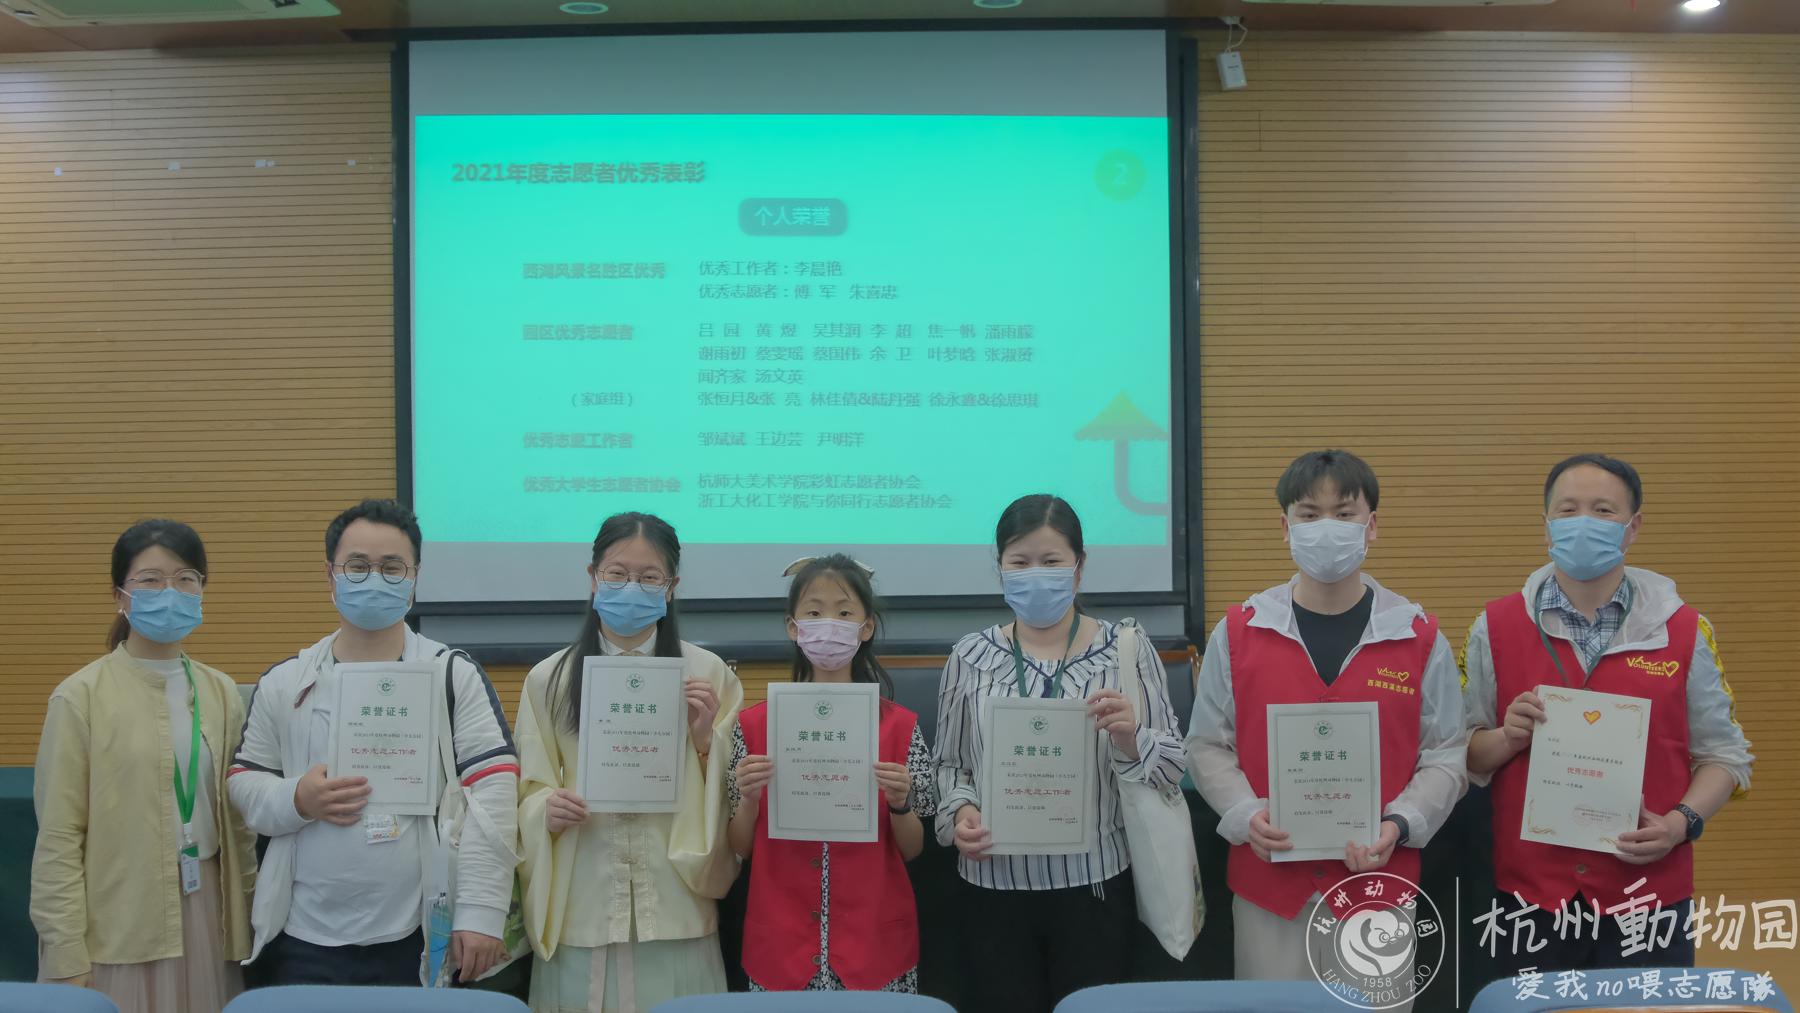 2021年度志愿者优秀表彰
2
个人荣誉
西湖风景名胜区优秀 优秀工作者：李晨艳
优秀志愿者：傅 军 朱喜忠
园区优秀志愿者 吕 园 黄 煜 吴其润 李 超 焦一帆 潘雨朦
谢雨初 蔡雯瑶 蔡国伟 余 卫 叶梦晗 张淑赟
闻齐家 汤文英
（家庭组） 张恒月&张 亮 林佳倩&陆丹强 徐永鑫&徐思琪
优秀志愿工作者 邹斌斌 王边芸 尹明洋
优秀大学生志愿者协会 杭师大美术学院彩虹志愿者协会
浙工大化工学院与你同行志愿者协会
荣誉证书
优秀志愿工作者
荣誉证书
优秀志愿者
荣誉证书
优秀志愿者
荣誉证书
优秀志愿工作者
荣誉证书
优秀志愿者
优秀志愿者
VOLUNTEERS
西湖西溪志愿者
VOLUNTEERS
杭州动物园
1958
HANG ZHOU ZOO
杭州動物园
爱我no喂志愿隊